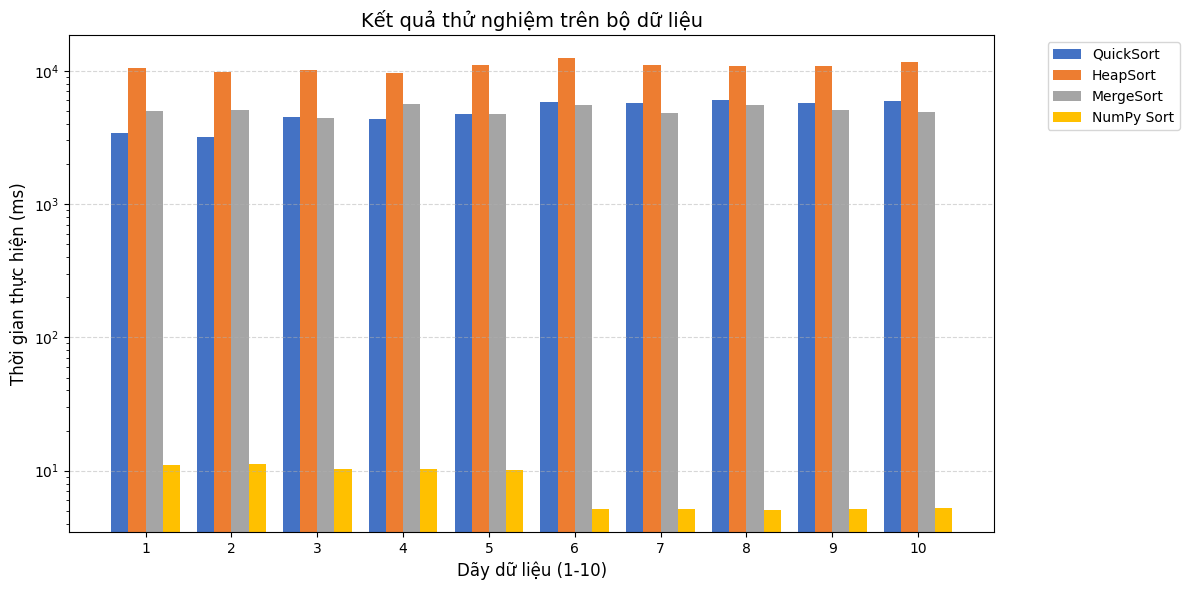 Kết quả thử nghiệm trên bộ dữ liệu
QuickSort
HeapSort
MergeSort
NumPy Sort
Thời gian thực hiện (ms)
10⁴
10³
10²
10¹
1 2 3 4 5 6 7 8 9 10
Dãy dữ liệu (1-10)